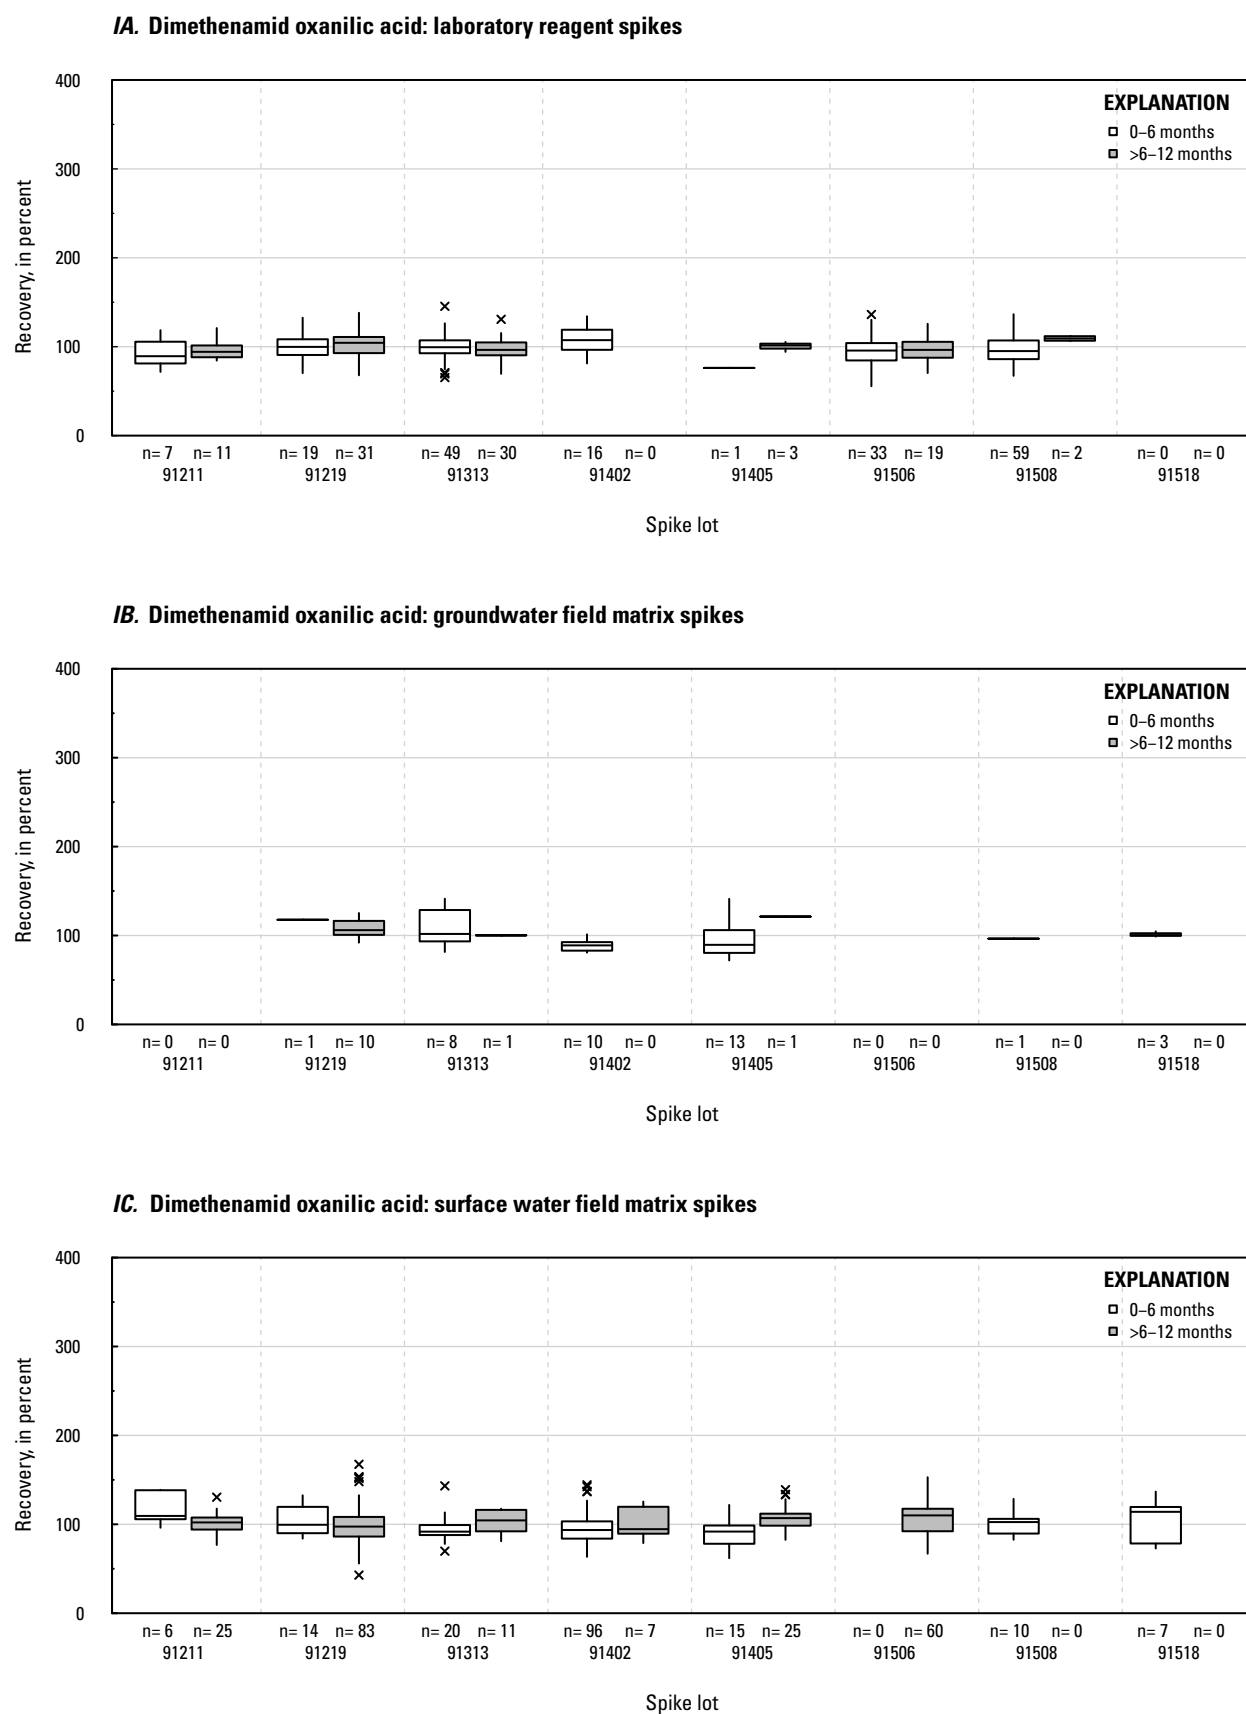 IA. Dimethenamid oxanilic acid: laboratory reagent spikes
400
300
200
100
0
Recovery, in percent
EXPLANATION
0–6 months
>6–12 months
n= 7 n= 11 n= 19 n= 31 n= 49 n= 30 n= 16 n= 0 n= 1 n= 3 n= 33 n= 19 n= 59 n= 2 n= 0 n= 0
91211 91219 91313 91402 91405 91506 91508 91518
Spike lot
IB. Dimethenamid oxanilic acid: groundwater field matrix spikes
400
300
200
100
0
Recovery, in percent
EXPLANATION
0–6 months
>6–12 months
n= 0 n= 0 n= 1 n= 10 n= 8 n= 1 n= 10 n= 0 n= 13 n= 1 n= 0 n= 0 n= 1 n= 0 n= 3 n= 0
91211 91219 91313 91402 91405 91506 91508 91518
Spike lot
IC. Dimethenamid oxanilic acid: surface water field matrix spikes
400
300
200
100
0
Recovery, in percent
EXPLANATION
0–6 months
>6–12 months
n= 6 n= 25 n= 14 n= 83 n= 20 n= 11 n= 96 n= 7 n= 15 n= 25 n= 0 n= 60 n= 10 n= 0 n= 7 n= 0
91211 91219 91313 91402 91405 91506 91508 91518
Spike lot